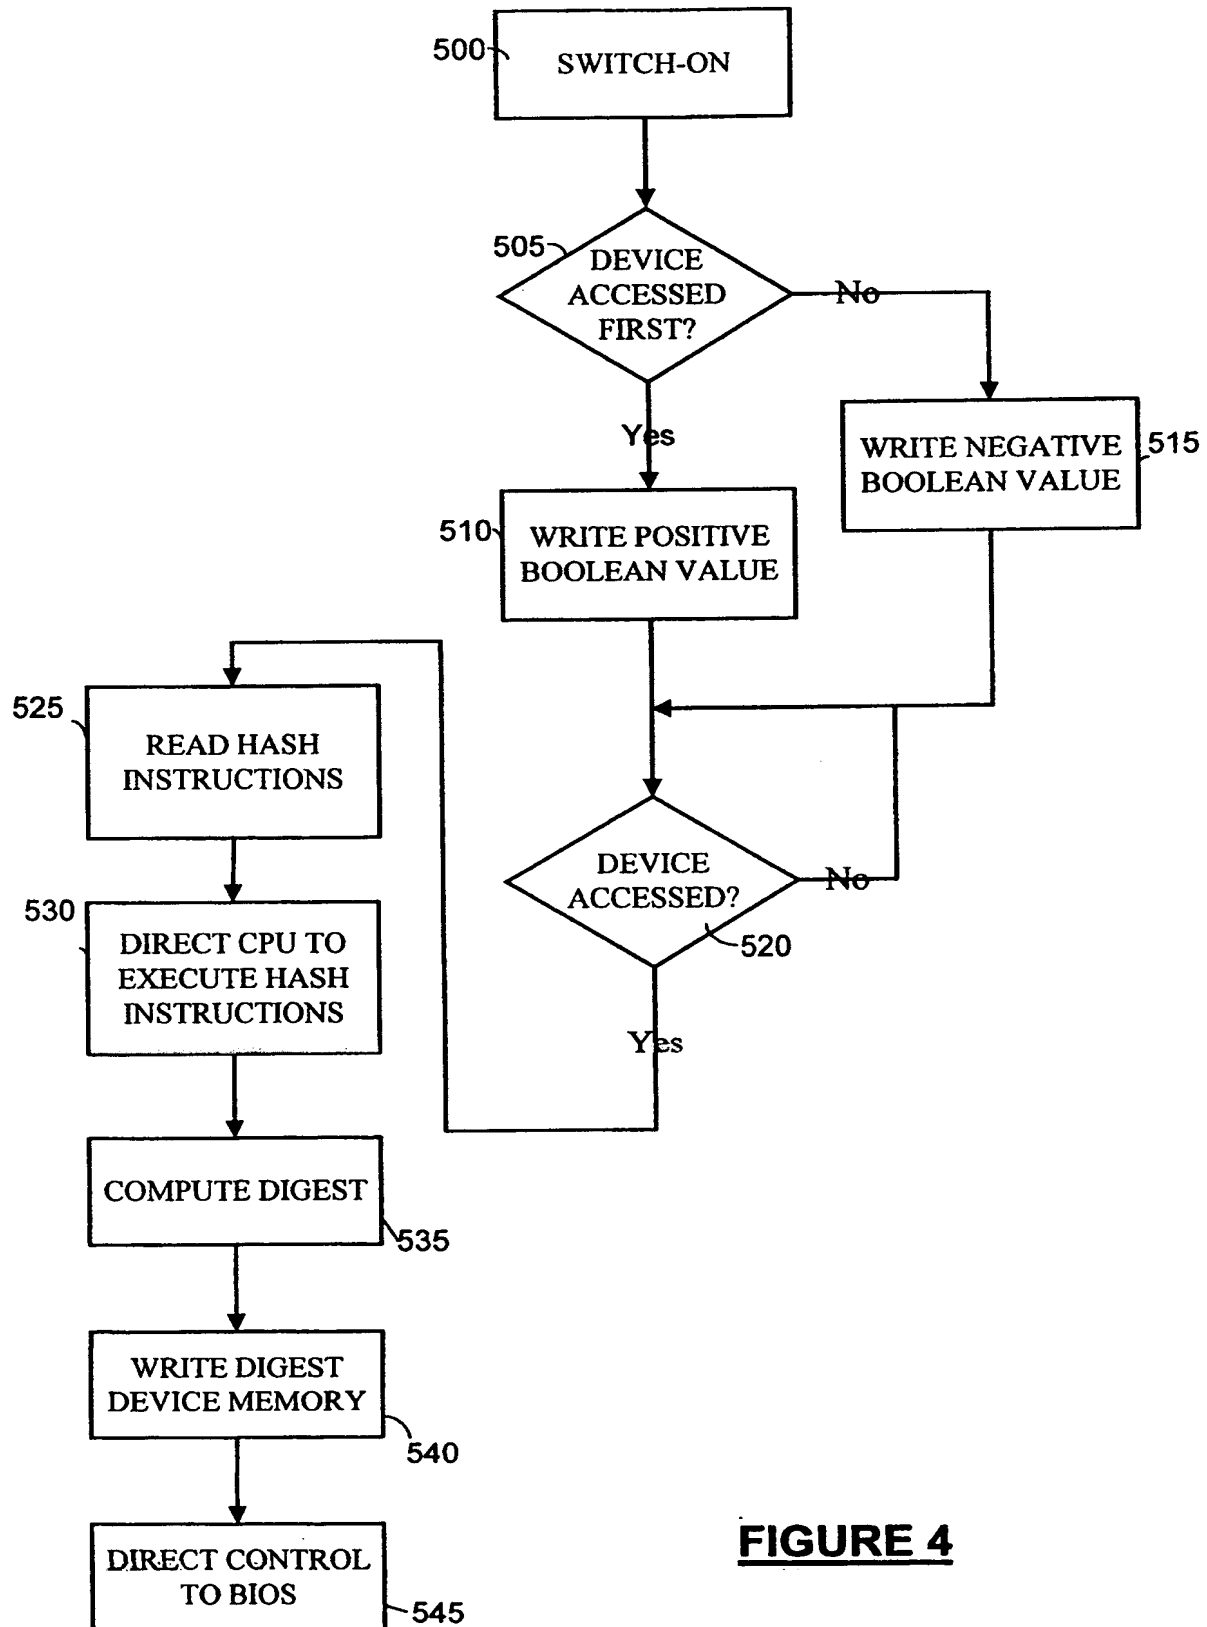 500
SWITCH-ON
505
DEVICE
ACCESSED
FIRST?
No
Yes
515
WRITE NEGATIVE
BOOLEAN VALUE
510
WRITE POSITIVE
BOOLEAN VALUE
525
READ HASH
INSTRUCTIONS
DEVICE
ACCESSED?
No
520
Yes
530
DIRECT CPU TO
EXECUTE HASH
INSTRUCTIONS
COMPUTE DIGEST
535
WRITE DIGEST
DEVICE MEMORY
540
DIRECT CONTROL
TO BIOS
545
FIGURE 4